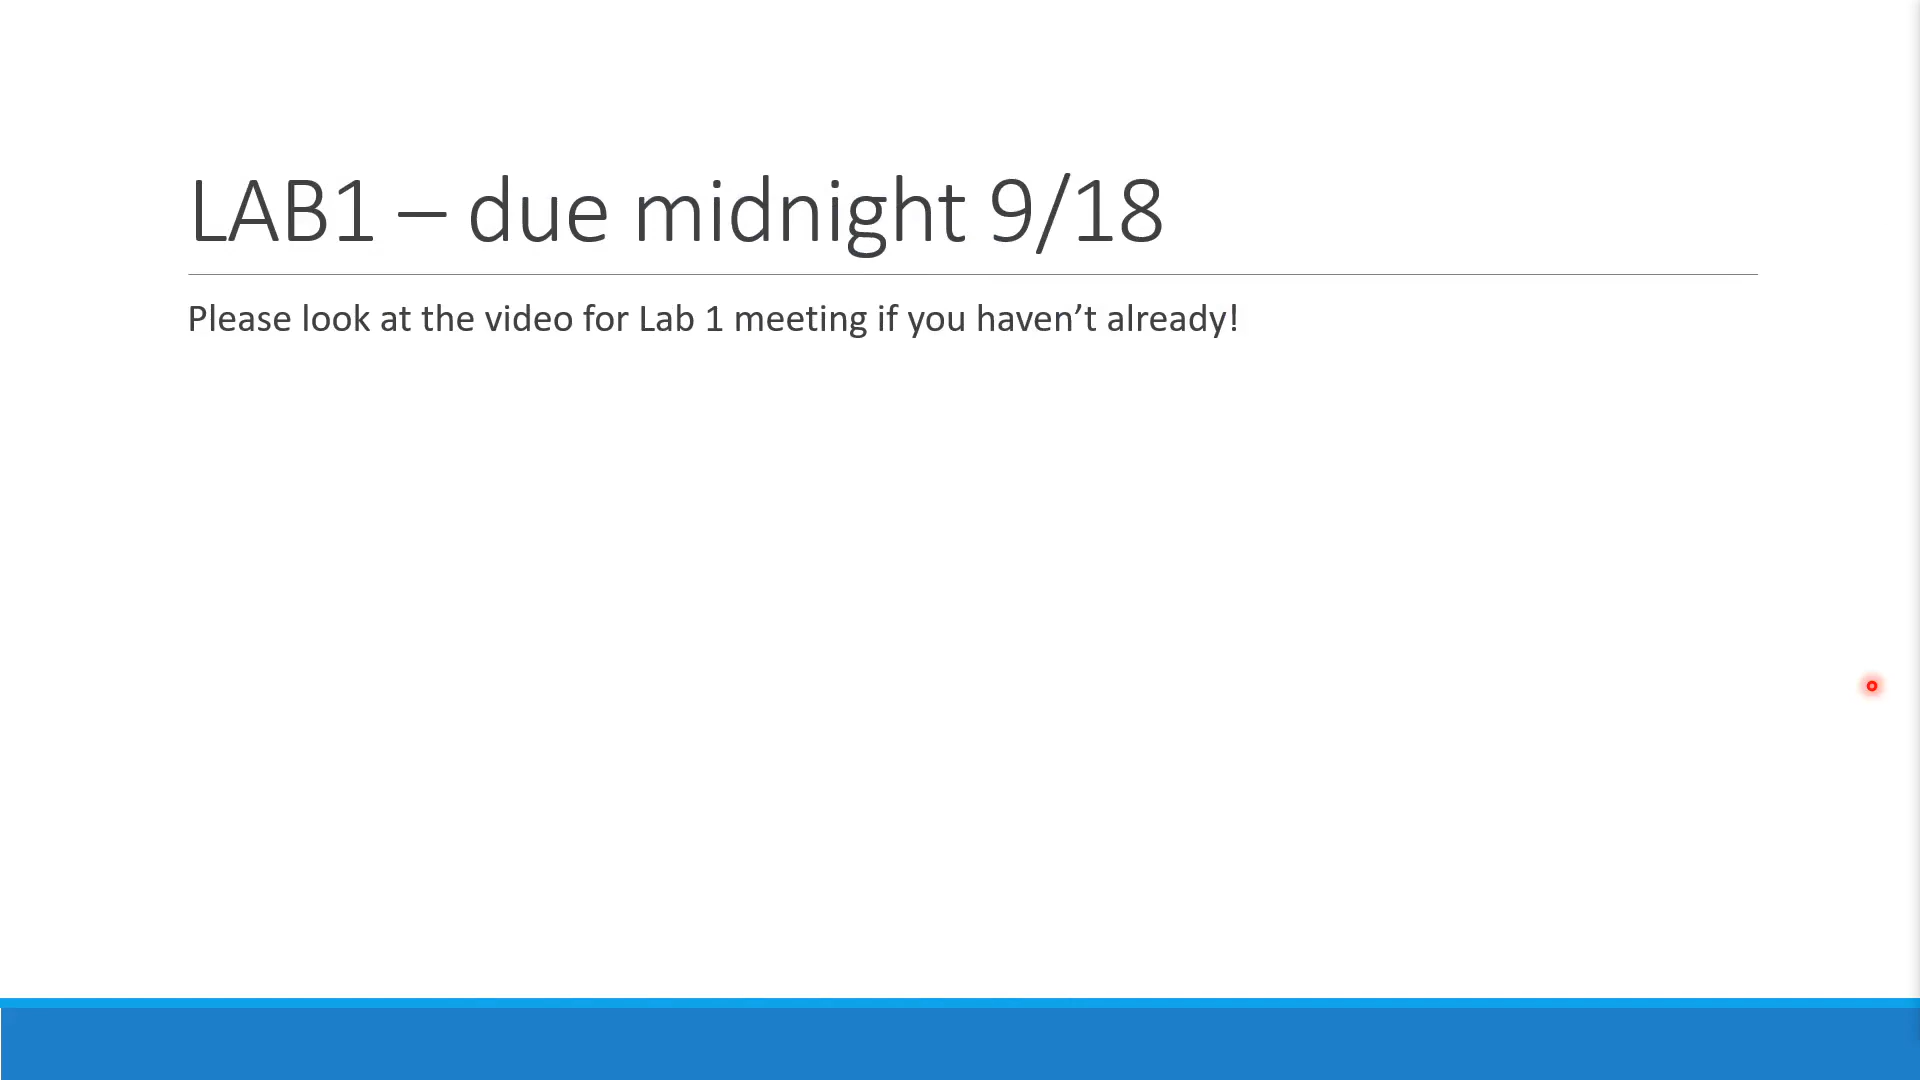 LAB1 – due midnight 9/18
Please look at the video for Lab 1 meeting if you haven’t already!